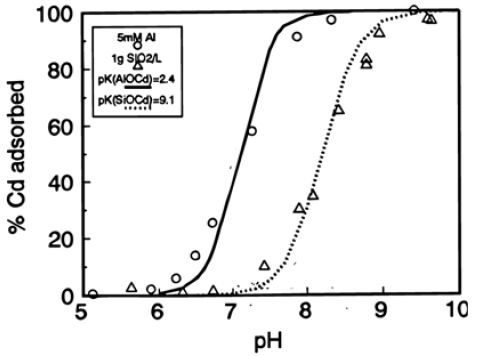 100
80
60
40
20
0
% Cd adsorbed
5mM Al
1g SIO2/L
pK(AlOCd)=2.4
pK(SiOCd)=9.1
5 6 7 8 9 10
pH